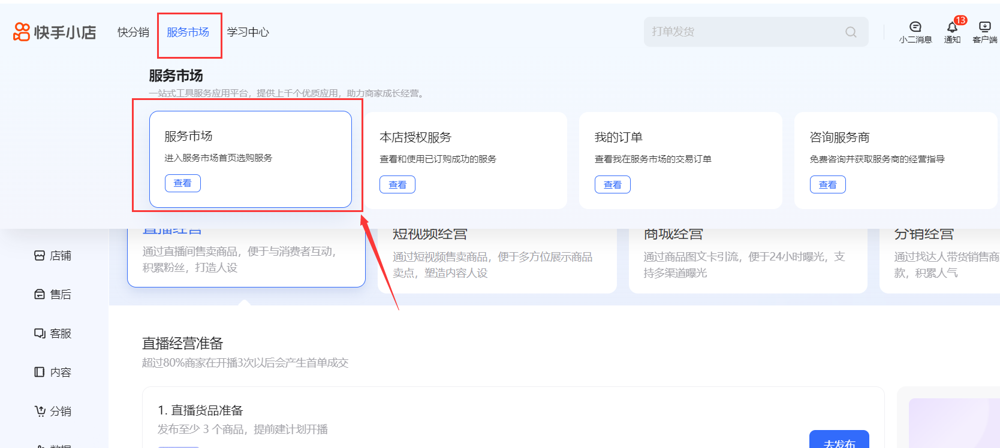 快手小店
快分销
服务市场
学习中心
打单发货
小二消息
13
通知
客户端
服务市场
一站式工具服务应用平台，提供上千个优质应用，助力商家成长经营。
服务市场
进入服务市场首页选购服务
查看
本店授权服务
查看和使用已订购成功的服务
查看
我的订单
查看我在服务市场的交易订单
查看
咨询服务商
免费咨询并获取服务商的经营指导
查看
直播经营
通过直播间售卖商品，便于与消费者互动，
积累粉丝，打造人设
短视频经营
通过短视频售卖商品，便于多方位展示商品
卖点，塑造内容人设
商城经营
通过商品图文卡引流，便于24小时曝光，支
持多渠道曝光
分销经营
通过找达人带货销售商
款，积累人气
店铺
售后
客服
内容
分销
数据
直播经营准备
超过80%商家在开播3次以后会产生首单成交
1. 直播货品准备
发布至少 3 个商品，提前建计划开播
去发布